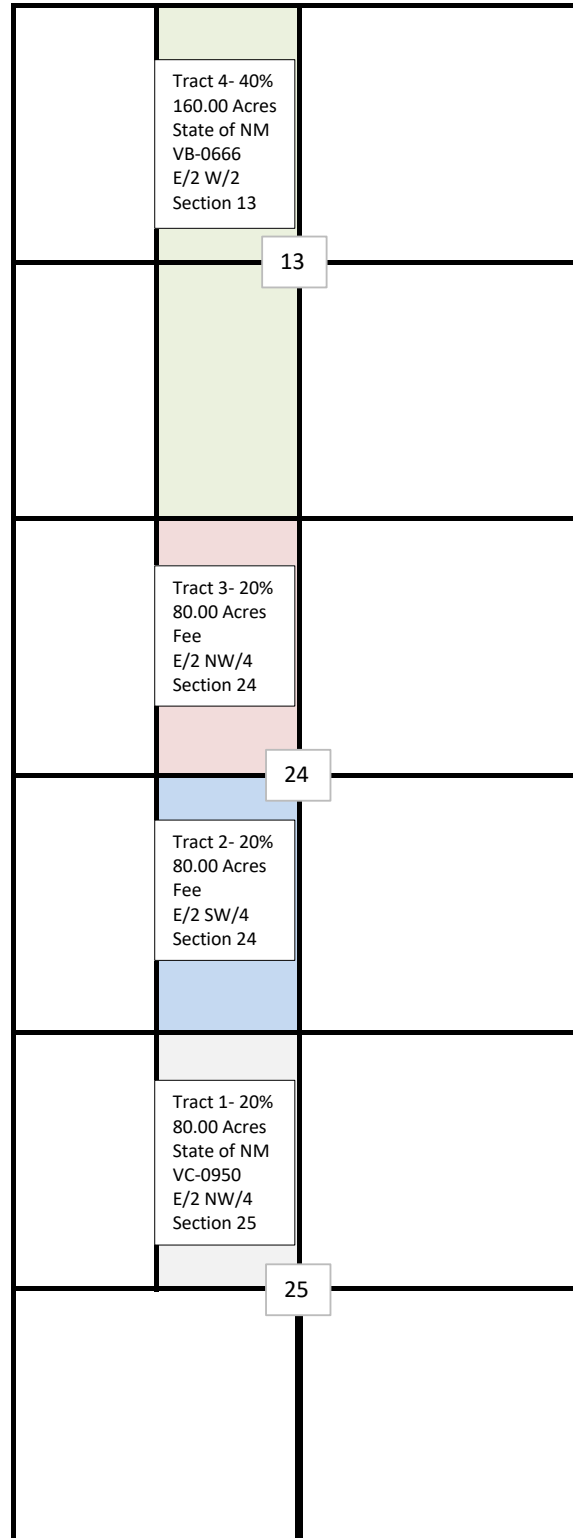 Tract 4- 40%
160.00 Acres
State of NM
VB-0666
E/2 W/2
Section 13
13
Tract 3- 20%
80.00 Acres
Fee
E/2 NW/4
Section 24
24
Tract 2- 20%
80.00 Acres
Fee
E/2 SW/4
Section 24
Tract 1- 20%
80.00 Acres
State of NM
VC-0950
E/2 NW/4
Section 25
25